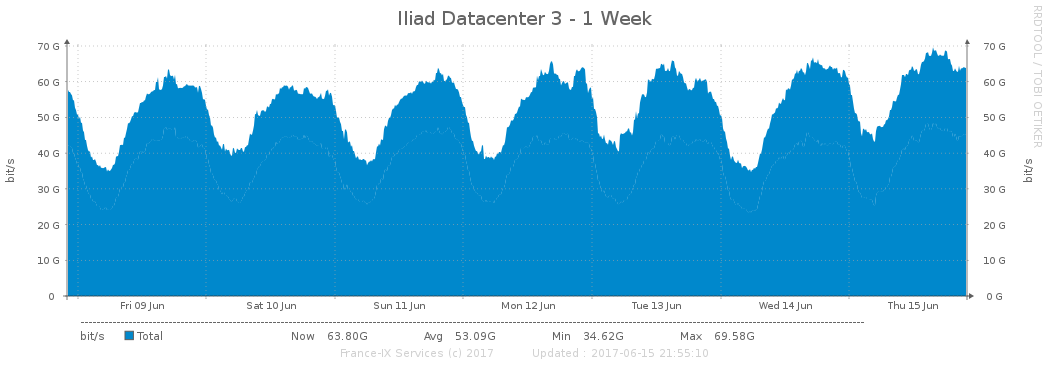 Iliad Datacenter 3 - 1 Week
RRDTOOL / TOBI OETIKER
70 G 70 G
60 G 60 G
50 G 50 G
40 G 40 G
30 G 30 G
20 G 20 G
10 G 10 G
0 0 G
bit/s bit/s
Fri 09 Jun Sat 10 Jun Sun 11 Jun Mon 12 Jun Tue 13 Jun Wed 14 Jun Thu 15 Jun
bit/s Total Now 63.80G Avg 53.09G Min 34.62G Max 69.58G
France-IX Services (c) 2017 Updated : 2017-06-15 21:55:10